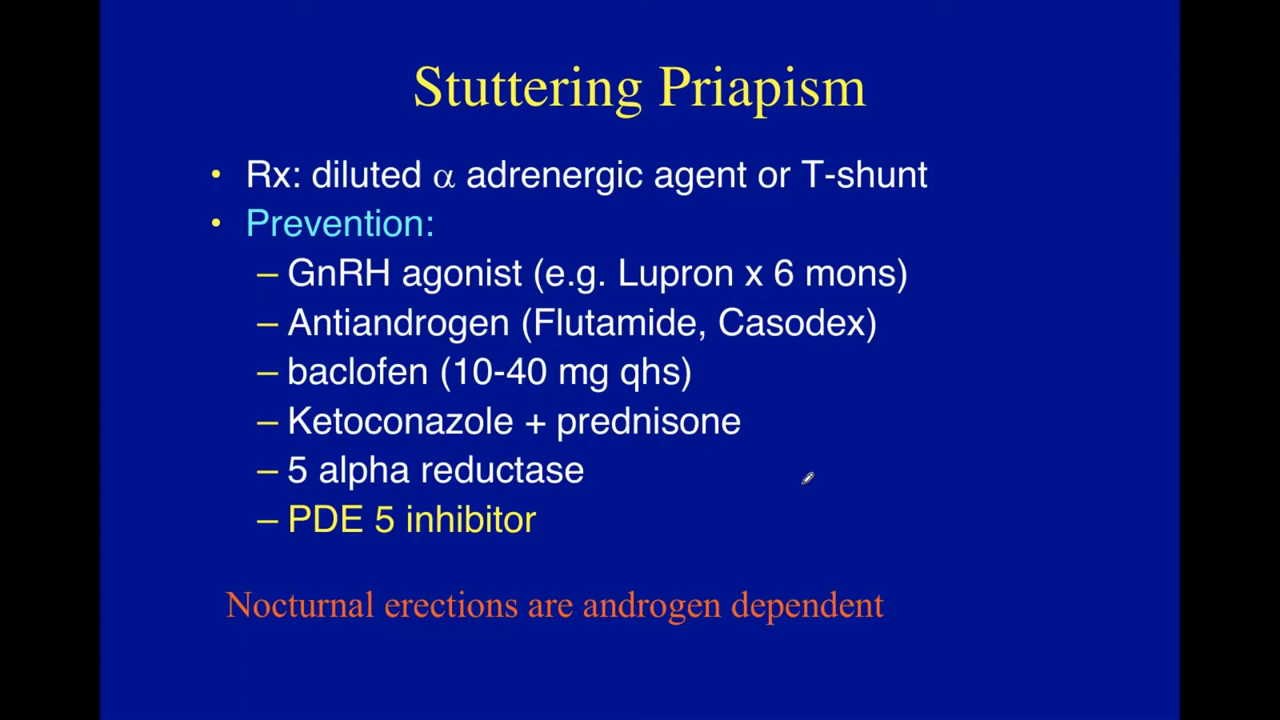 Stuttering Priapism
• Rx: diluted α adrenergic agent or T-shunt
• Prevention:
– GnRH agonist (e.g. Lupron x 6 mons)
– Antiandrogen (Flutamide, Casodex)
– baclofen (10-40 mg qhs)
– Ketoconazole + prednisone
– 5 alpha reductase
– PDE 5 inhibitor
Nocturnal erections are androgen dependent